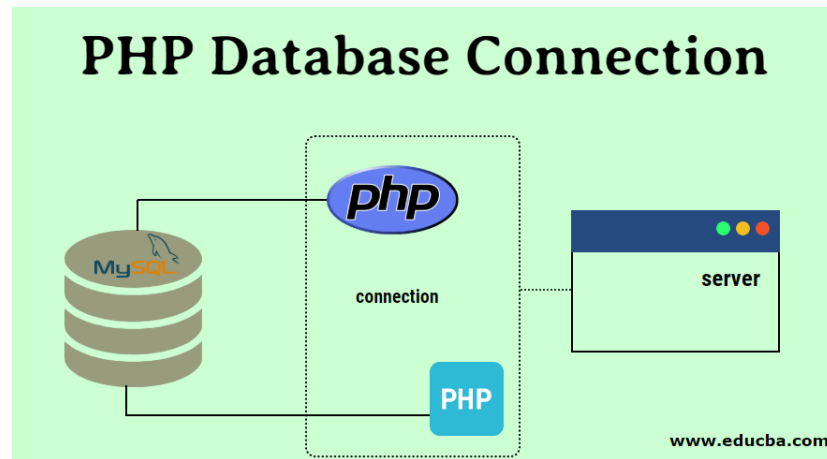 PHP Database Connection
php
MySQL
connection
server
PHP
www.educba.com